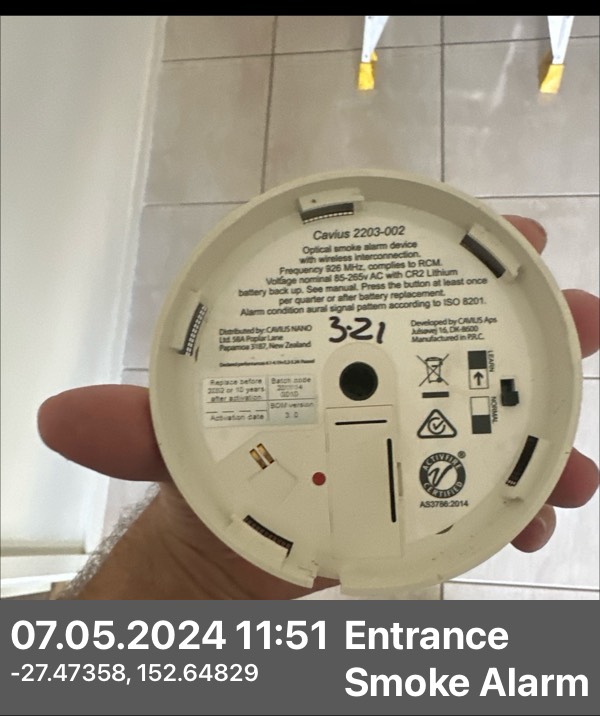 Cavius 2203-002
Optical smoke alarm device
with wireless interconnection.
Frequency 926 MHz, complies to RCM.
Voltage nominal 85-265v AC with CR2 Lithium
battery back up. See manual. Press the button at least once
per quarter or after battery replacement.
Alarm condition aural signal pattern according to ISO 8201.
Distributed by: CAVIUS NANO
Ltd. 58A Poplar Lane
Papamoa 3187, New Zealand
3.21
Developed by CAVIUS Aps
Julsøvej 16, DK-8600
Manufactured in P.R.C.
Replace before
or 10 years
after activation
Activation date
Batch code
0010
BOM version
3.0
LEARN
NORMAL
ACTIVFIRE
CERTIFIED
®
AS3786:2014
07.05.2024 11:51
-27.47358, 152.64829
Entrance
Smoke Alarm